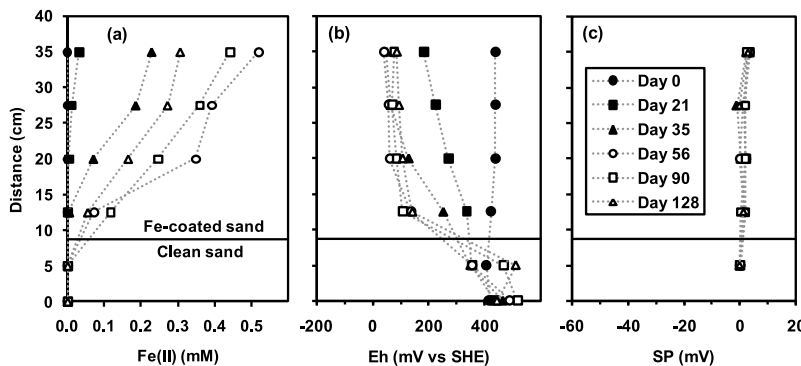 (a)
(b)
(c)
Distance (cm)
35
30
25
20
15
10
5
0
Fe-coated sand
Clean sand
0.0 0.1 0.2 0.3 0.4 0.5
Fe(II) (mM)
-200 0 200 400
Eh (mV vs SHE)
Day 0
Day 21
Day 35
Day 56
Day 90
Day 128
-60 -40 -20 0 20
SP (mV)